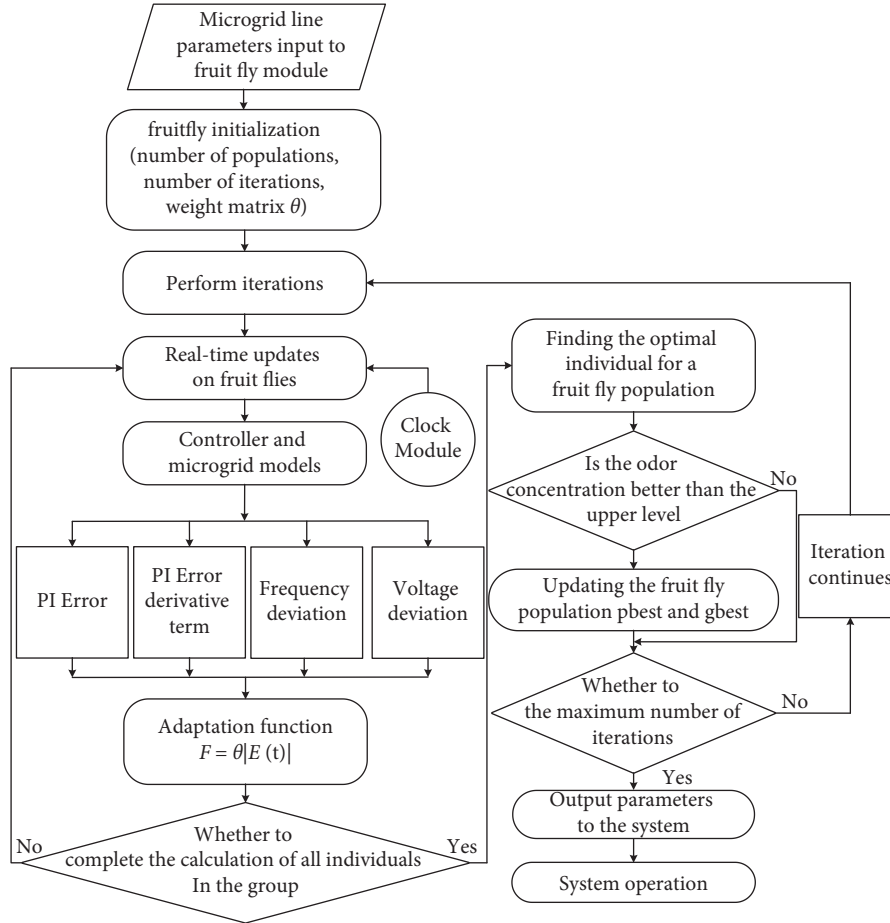 Microgrid line
parameters input to
fruit fly module
fruitfly initialization
(number of populations,
number of iterations,
weight matrix θ)
Perform iterations
Real-time updates
on fruit flies
Clock
Module
Controller and
microgrid models
PI Error
PI Error
derivative
term
Frequency
deviation
Voltage
deviation
Adaptation function
F = θ|E (t)|
No
Whether to
complete the calculation of all individuals
In the group
Yes
Finding the optimal
individual for a
fruit fly population
Is the odor
concentration better than the
upper level
No
Updating the fruit fly
population pbest and gbest
Iteration
continues
Whether to
the maximum number of
iterations
No
Yes
Output parameters
to the system
System operation